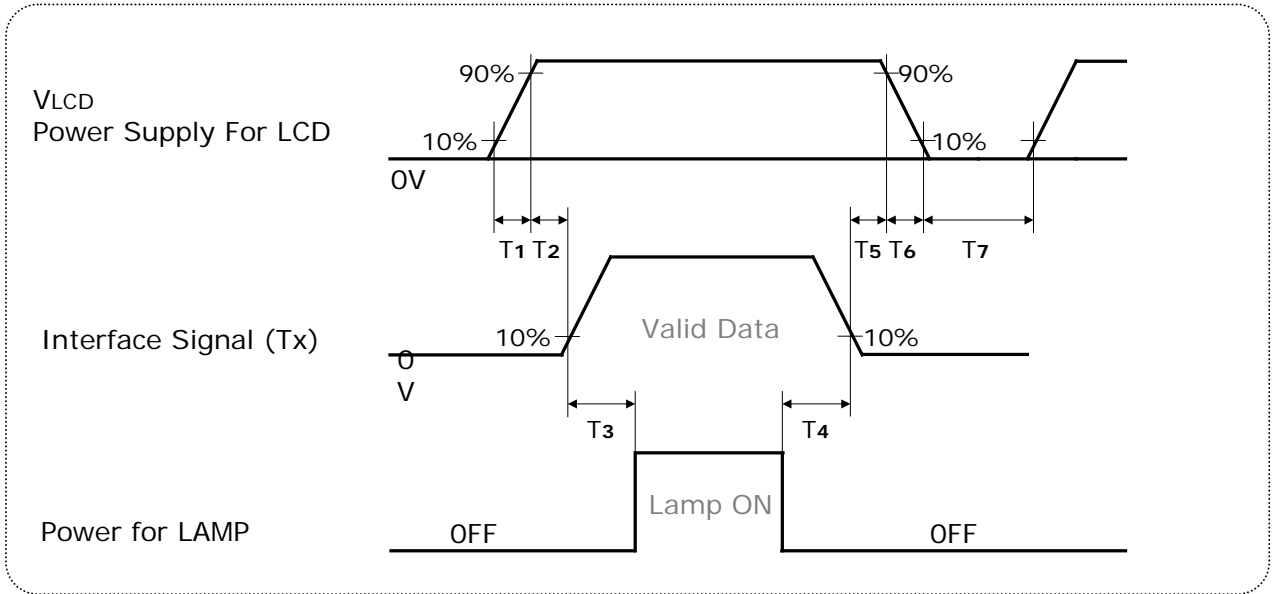 90%
90%
VLCD
Power Supply For LCD
10%
10%
0V
T1 T2
T5 T6
T7
Interface Signal (Tx)
10%
Valid Data
10%
0
V
T3
T4
Lamp ON
Power for LAMP
OFF
OFF